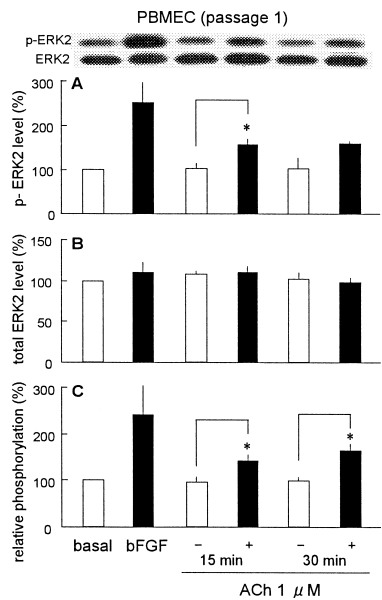 PBMEC (passage 1)
p-ERK2
ERK2
A
p- ERK2 level (%)
300
200
100
0
*
B
total ERK2 level (%)
150
100
50
0
C
relative phosphorylation (%)
300
200
100
0
*
*
basal bFGF − + − +
15 min 30 min
ACh 1 μM